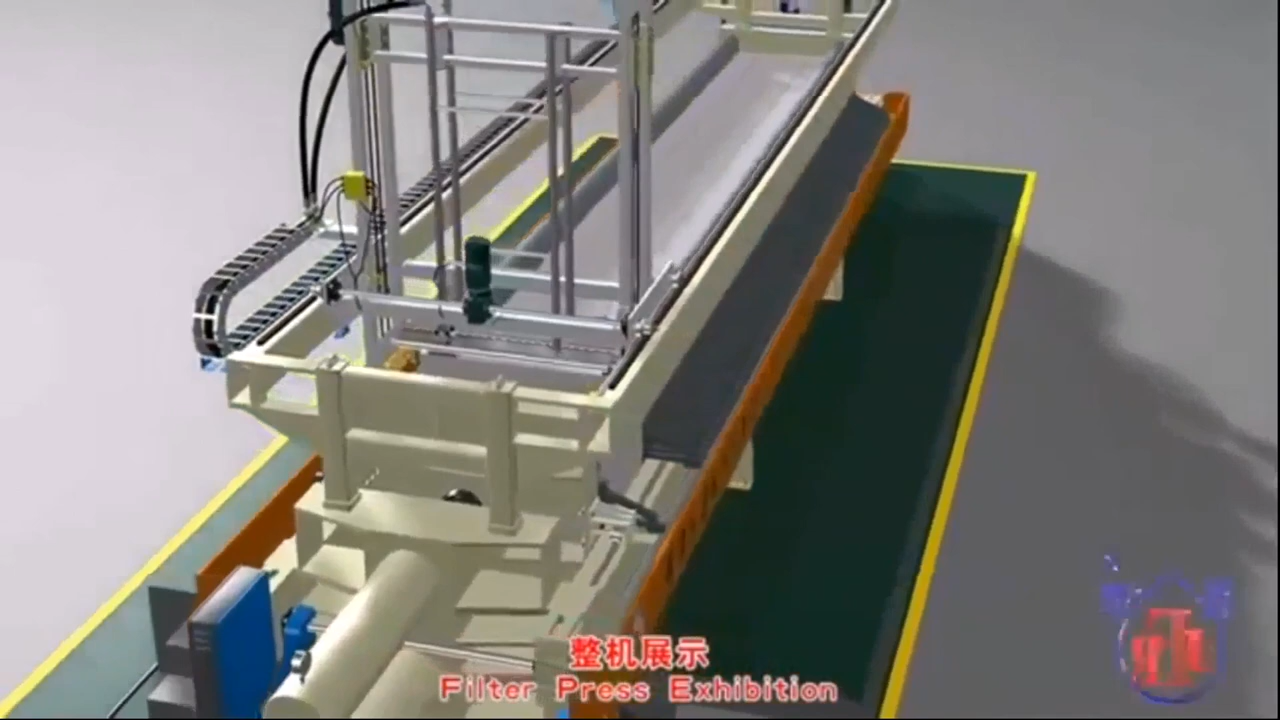 整机展示
Filter Press Exhibition